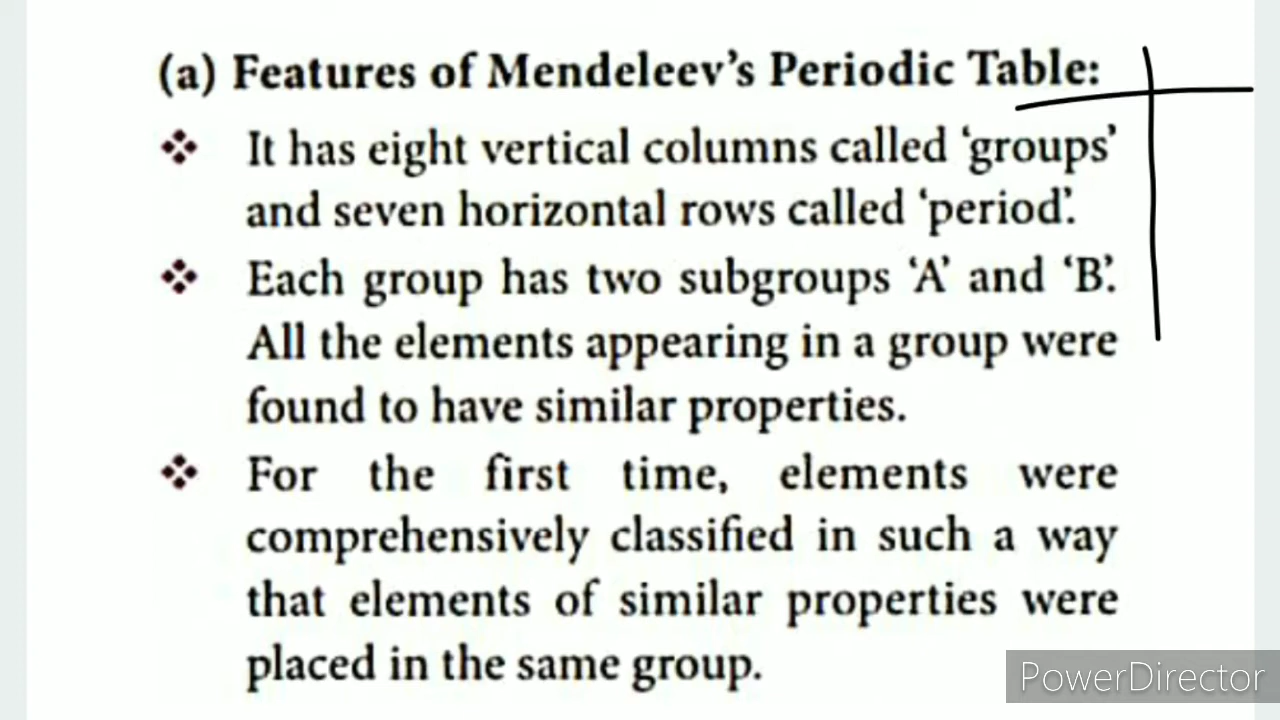 (a) Features of Mendeleev's Periodic Table:
❖ It has eight vertical columns called 'groups'
and seven horizontal rows called 'period'.
❖ Each group has two subgroups 'A' and 'B'.
All the elements appearing in a group were
found to have similar properties.
❖ For the first time, elements were
comprehensively classified in such a way
that elements of similar properties were
placed in the same group.
PowerDirector